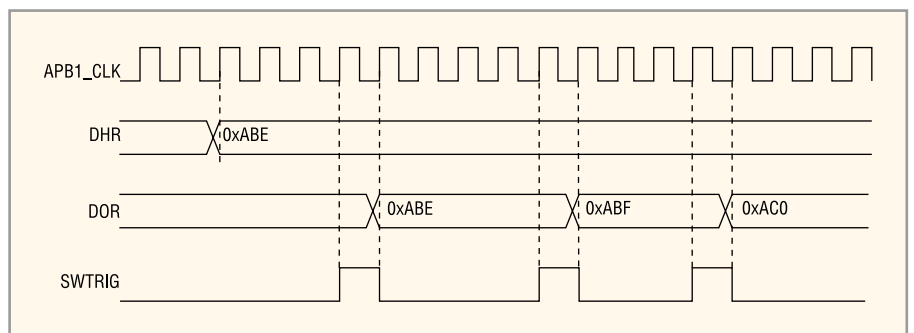 APB1_CLK
DHR
0xABE
DOR
0xABE
0xABF
0xAC0
SWTRIG